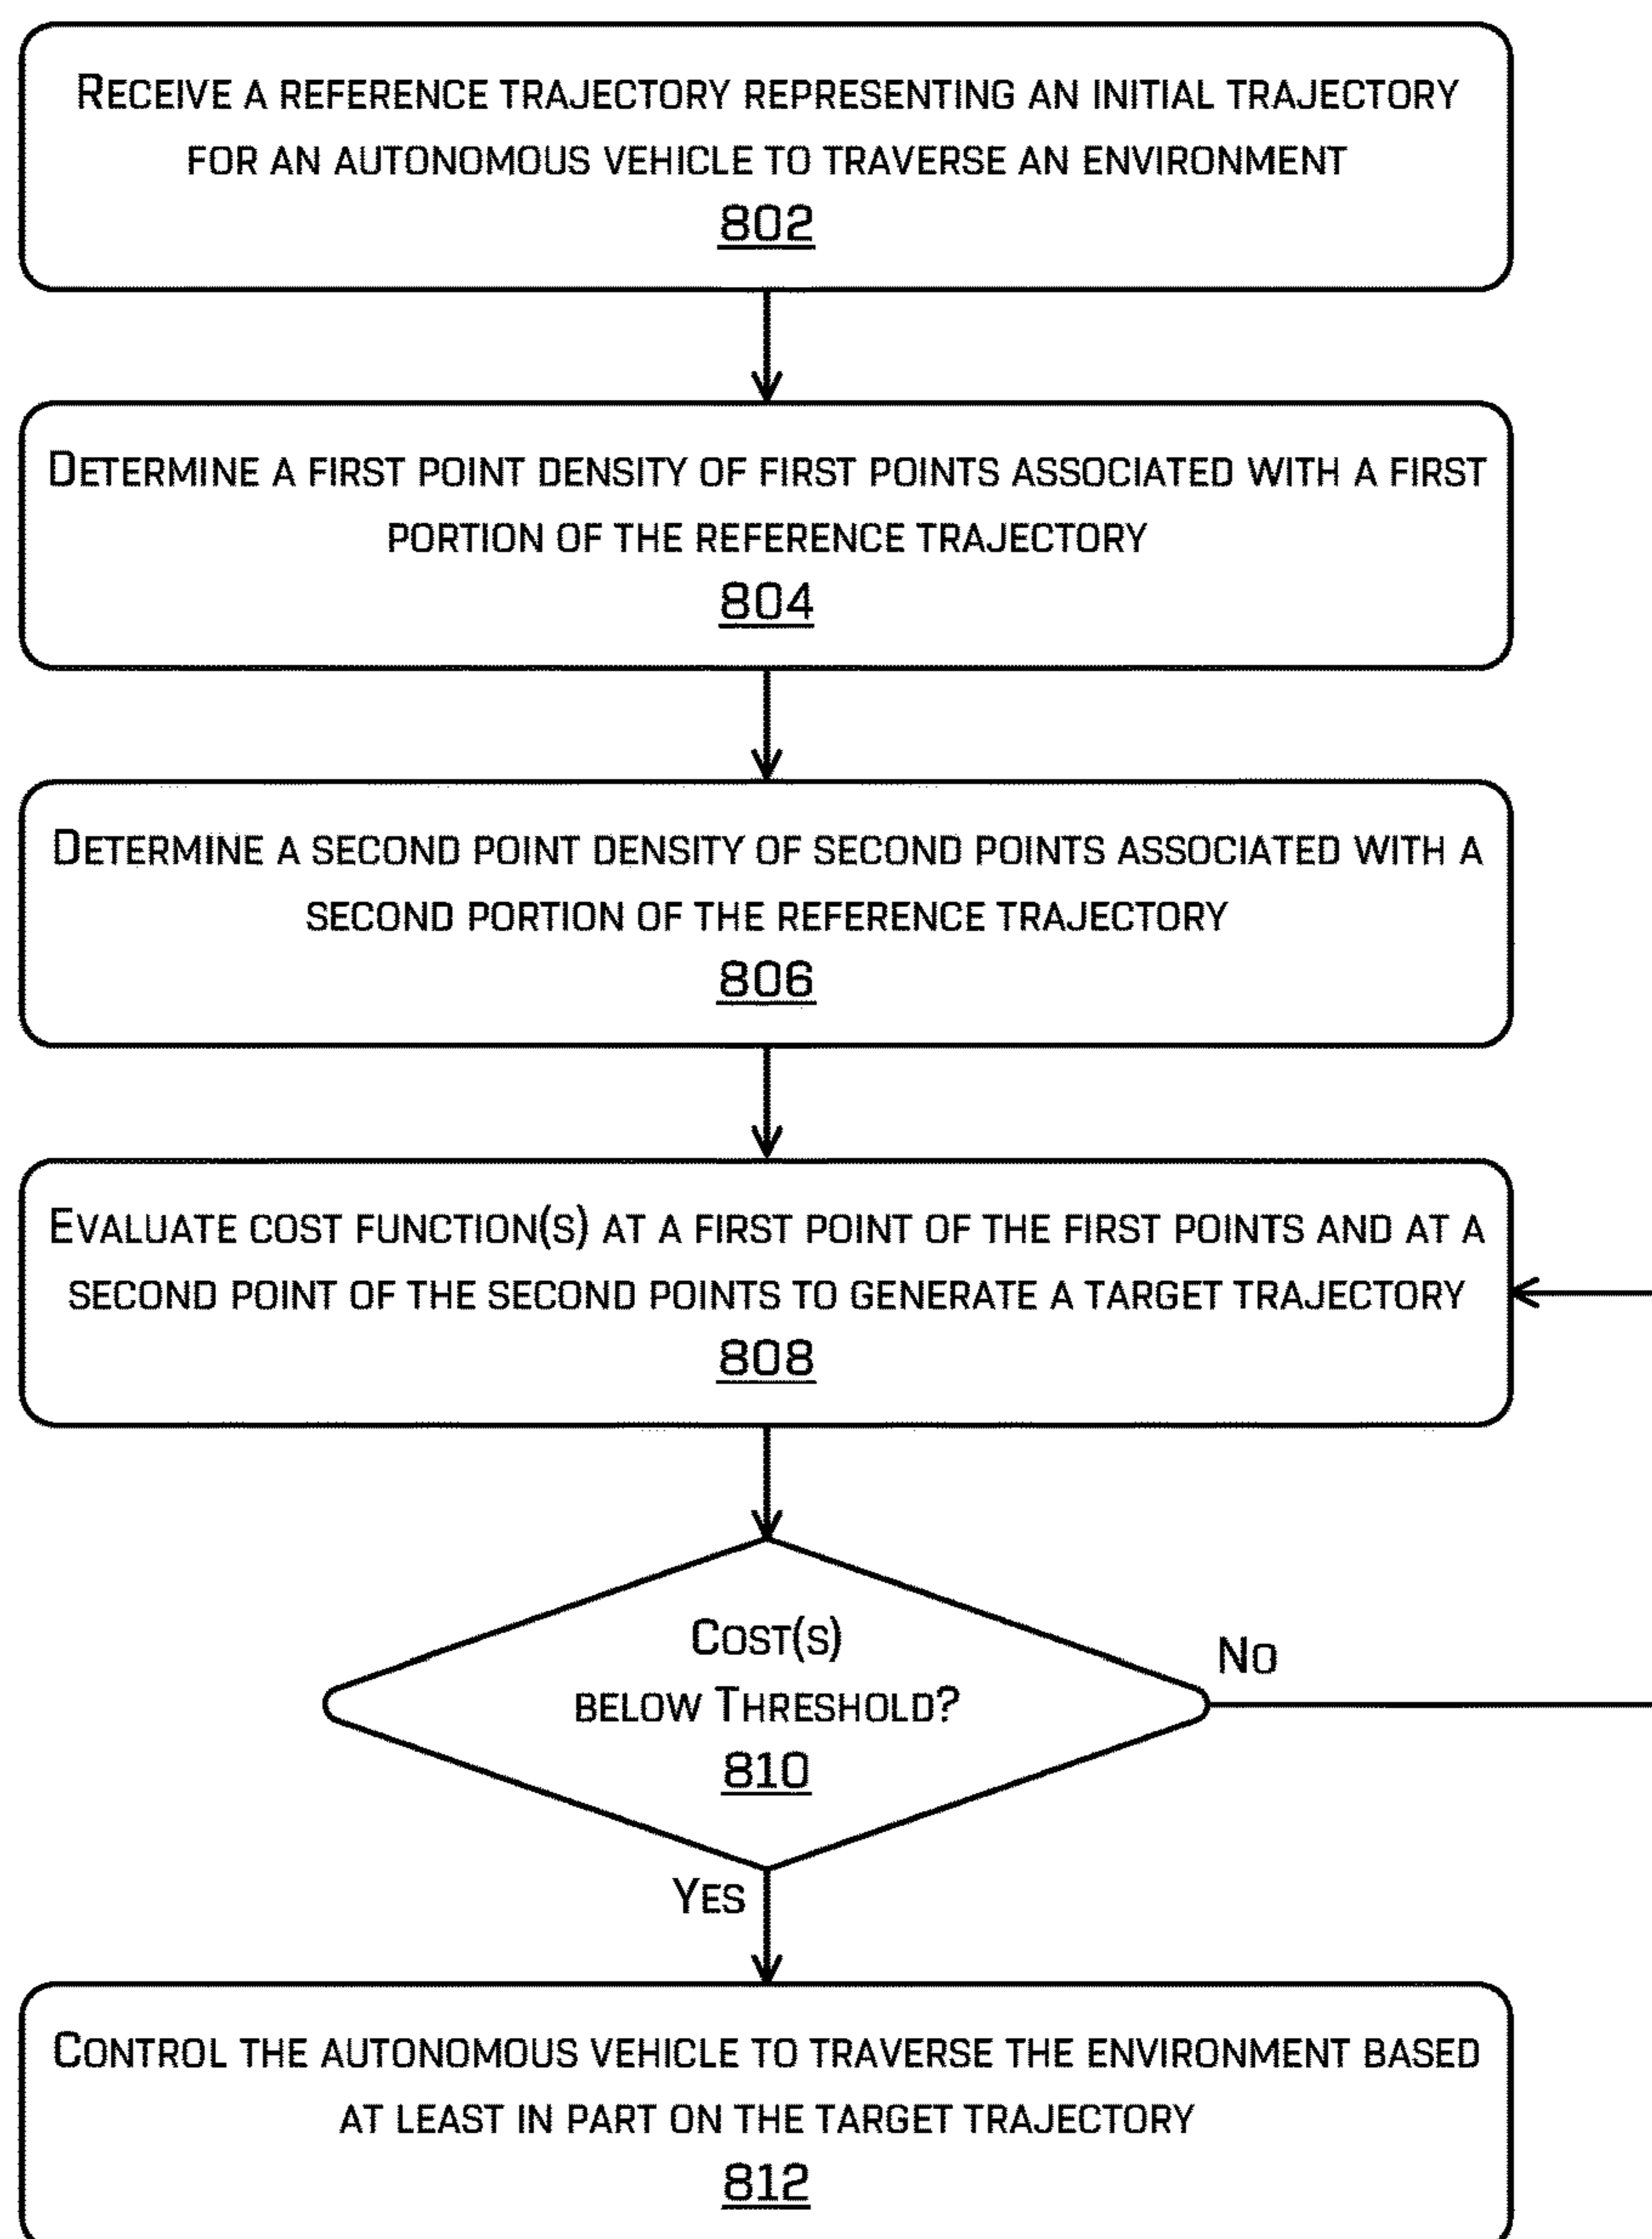 RECEIVE A REFERENCE TRAJECTORY REPRESENTING AN INITIAL TRAJECTORY
FOR AN AUTONOMOUS VEHICLE TO TRAVERSE AN ENVIRONMENT
802
DETERMINE A FIRST POINT DENSITY OF FIRST POINTS ASSOCIATED WITH A FIRST
PORTION OF THE REFERENCE TRAJECTORY
804
DETERMINE A SECOND POINT DENSITY OF SECOND POINTS ASSOCIATED WITH A
SECOND PORTION OF THE REFERENCE TRAJECTORY
806
EVALUATE COST FUNCTION(S) AT A FIRST POINT OF THE FIRST POINTS AND AT A
SECOND POINT OF THE SECOND POINTS TO GENERATE A TARGET TRAJECTORY
808
COST(S)
BELOW THRESHOLD?
810
NO
YES
CONTROL THE AUTONOMOUS VEHICLE TO TRAVERSE THE ENVIRONMENT BASED
AT LEAST IN PART ON THE TARGET TRAJECTORY
812